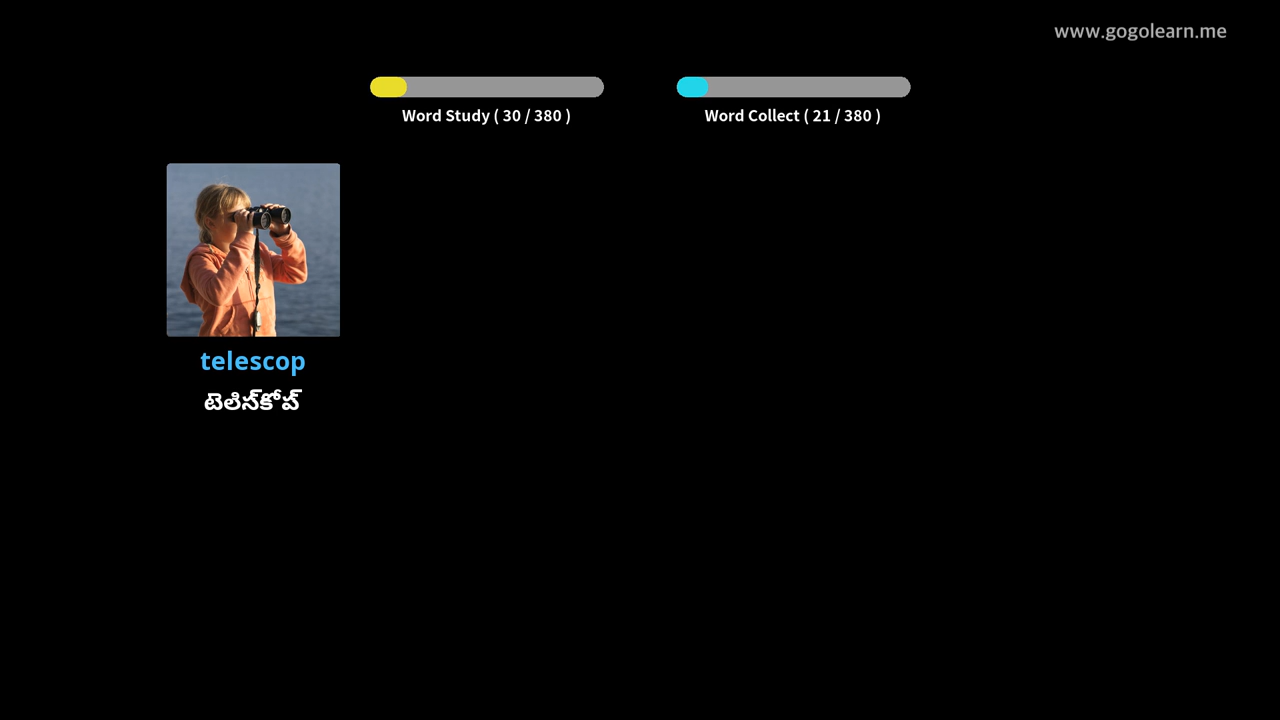 www.gogolearn.me
Word Study ( 30 / 380 )
Word Collect ( 21 / 380 )
telescop
టెలిస్‌కోప్